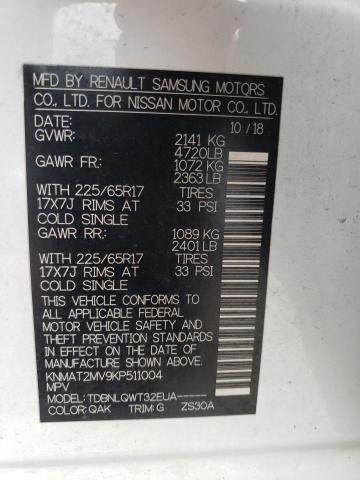 MFD BY RENAULT SAMSUNG MOTORS
CO., LTD. FOR NISSAN MOTOR CO., LTD.
DATE: 10 / 18
GVWR: 2141 KG
4720LB
GAWR FR: 1072 KG
2363LB
WITH 225/65R17 TIRES
17X7J RIMS AT 33 PSI
COLD SINGLE
GAWR RR: 1089 KG
2401 LB
WITH 225/65R17 TIRES
17X7J RIMS AT 33 PSI
COLD SINGLE
THIS VEHICLE CONFORMS TO
ALL APPLICABLE FEDERAL
MOTOR VEHICLE SAFETY,
BUMPER, AND
THEFT PREVENTION STANDARDS
IN EFFECT ON THE DATE OF
MANUFACTURE SHOWN ABOVE.
KNMAT2MV9KP511004
MPV
MODEL: TDBNLQWT32EUA-----
COLOR: QAK TRIM: G ZS30A